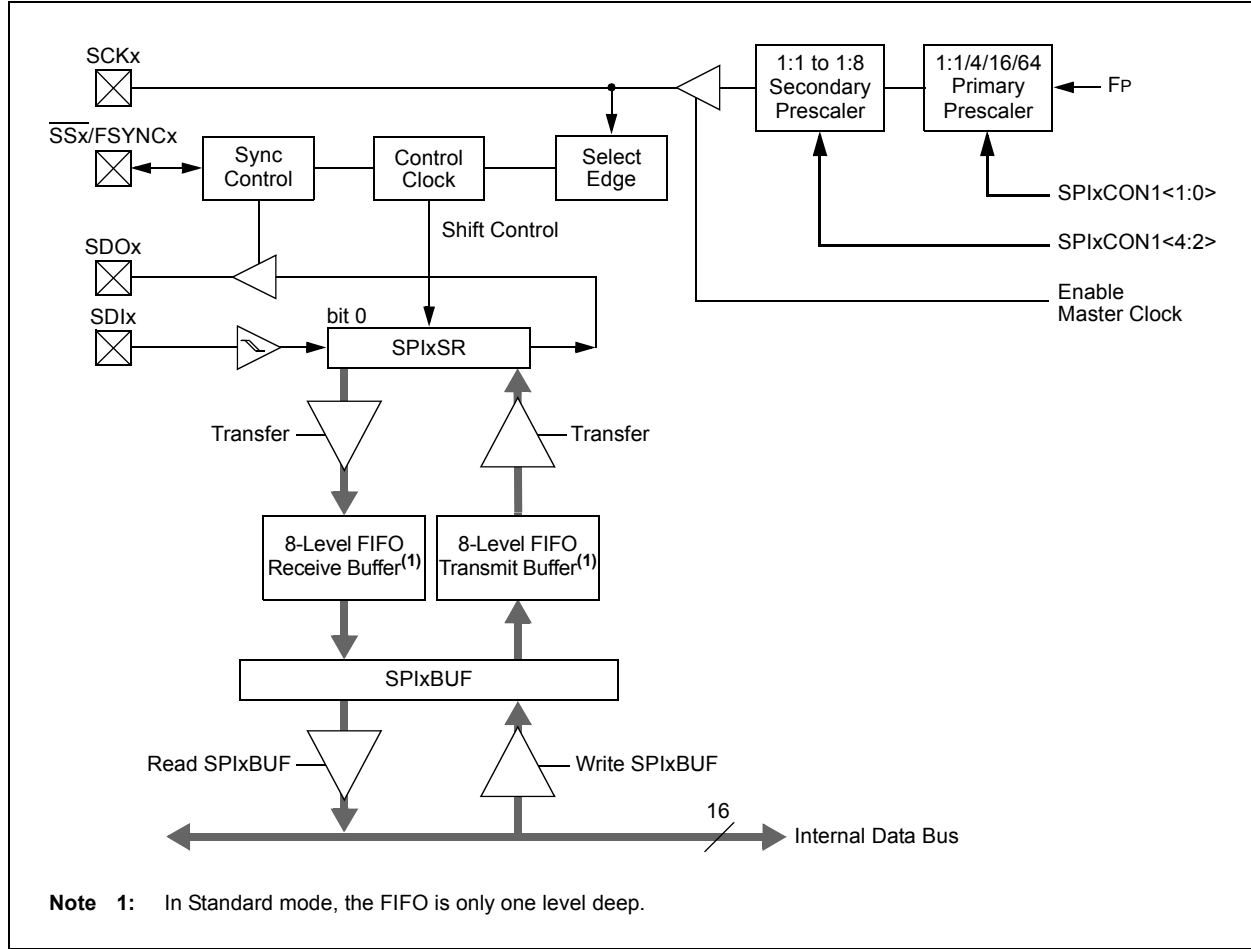 SCKx
1:1 to 1:8
Secondary
Prescaler
1:1/4/16/64
Primary
Prescaler
FP
SSx/FSYNCx
Sync
Control
Control
Clock
Select
Edge
SPIxCON1<1:0>
Shift Control
SPIxCON1<4:2>
SDOx
Enable
Master Clock
SDIx
bit 0
SPIxSR
Transfer
Transfer
8-Level FIFO
Receive Buffer(1)
8-Level FIFO
Transmit Buffer(1)
SPIxBUF
Read SPIxBUF
Write SPIxBUF
16
Internal Data Bus
Note 1: In Standard mode, the FIFO is only one level deep.